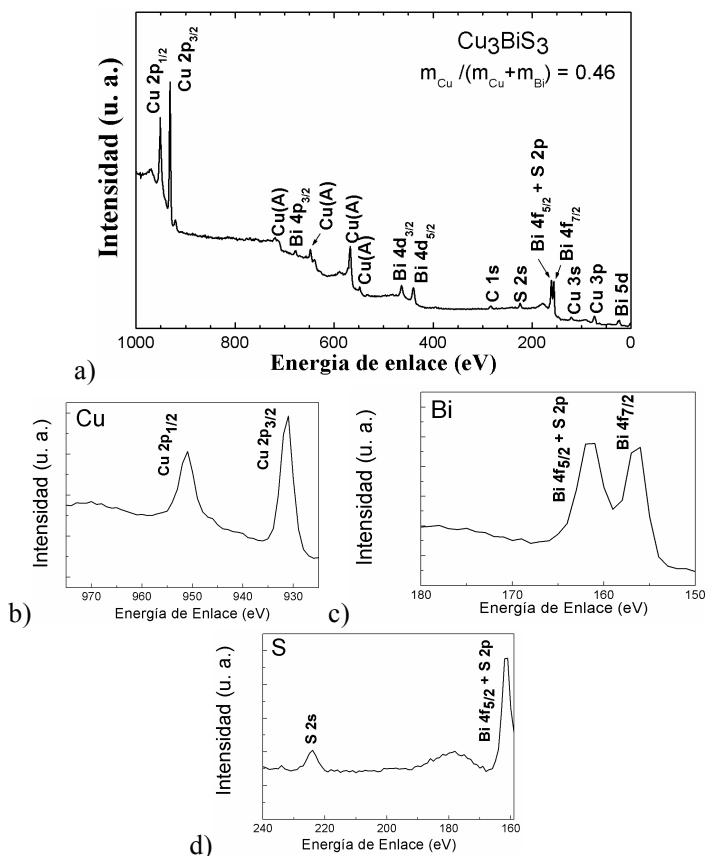 Cu₃BiS₃
m_Cu /(m_Cu+m_Bi) = 0.46
Intensidad (u. a.)
Cu 2p₁/₂
Cu 2p₃/₂
Cu(A)
Bi 4p₃/₂
Cu(A)
Cu(A)
Cu(A)
Bi 4d₃/₂
Bi 4d₅/₂
C 1s
S 2s
Bi 4f₅/₂ + S 2p
Bi 4f₇/₂
Cu 3s
Cu 3p
Bi 5d
1000 800 600 400 200 0
Energia de enlace (eV)
a)
Cu
Intensidad (u. a.)
Cu 2p₁/₂
Cu 2p₃/₂
970 960 950 940 930
Energía de Enlace (eV)
b)
Bi
Intensidad (u. a.)
Bi 4f₅/₂ + S 2p
Bi 4f₇/₂
180 170 160 150
Energía de Enlace (eV)
c)
S
Intensidad (u. a.)
S 2s
Bi 4f₅/₂ + S 2p
240 220 200 180 160
Energía de Enlace (eV)
d)